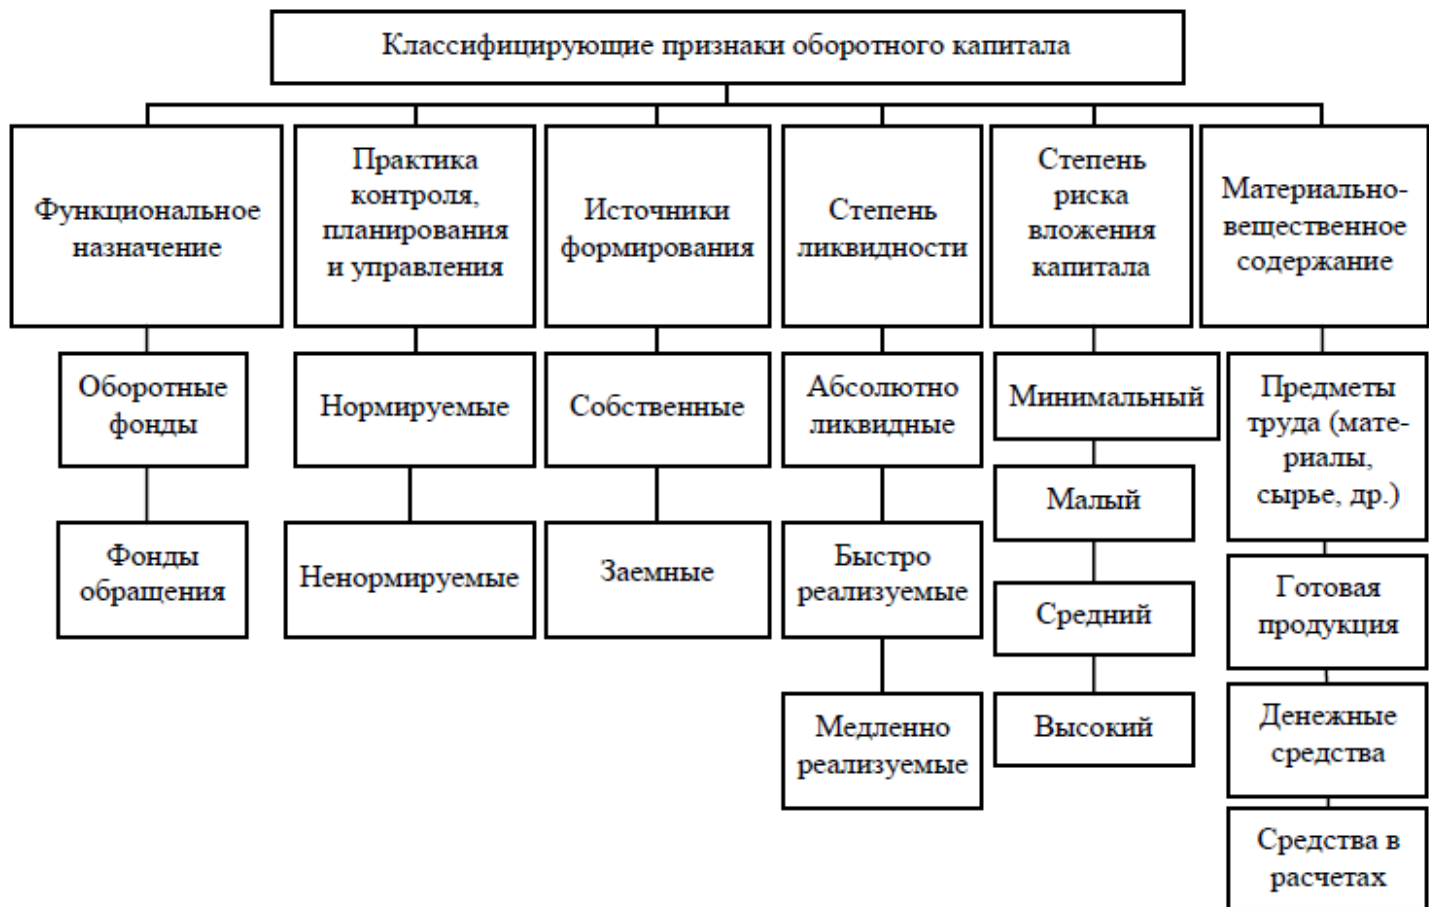 Классифицирующие признаки оборотного капитала
Функциональное
назначение
Практика
контроля,
планирования
и управления
Источники
формирования
Степень
ликвидности
Степень
риска
вложения
капитала
Материально-
вещественное
содержание
Оборотные
фонды
Фонды
обращения
Нормируемые
Ненормируемые
Собственные
Заемные
Абсолютно
ликвидные
Быстро
реализуемые
Медленно
реализуемые
Минимальный
Малый
Средний
Высокий
Предметы
труда (мате-
риалы,
сырье, др.)
Готовая
продукция
Денежные
средства
Средства в
расчетах